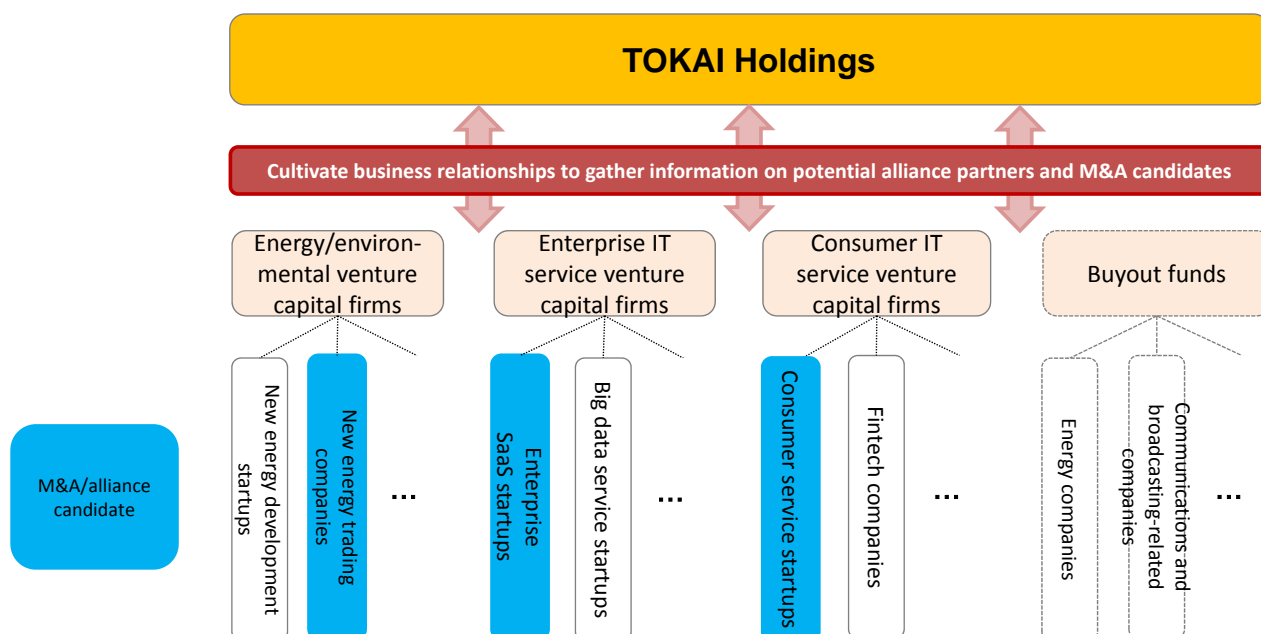 TOKAI Holdings
Cultivate business relationships to gather information on potential alliance partners and M&A candidates
Energy/environ-
mental venture
capital firms
Enterprise IT
service venture
capital firms
Consumer IT
service venture
capital firms
Buyout funds
New energy development
startups
New energy trading
companies
...
Enterprise
SaaS startups
Big data service startups
...
Consumer service startups
Fintech companies
...
Energy companies
Communications and
broadcasting-related
companies
...
M&A/alliance
candidate